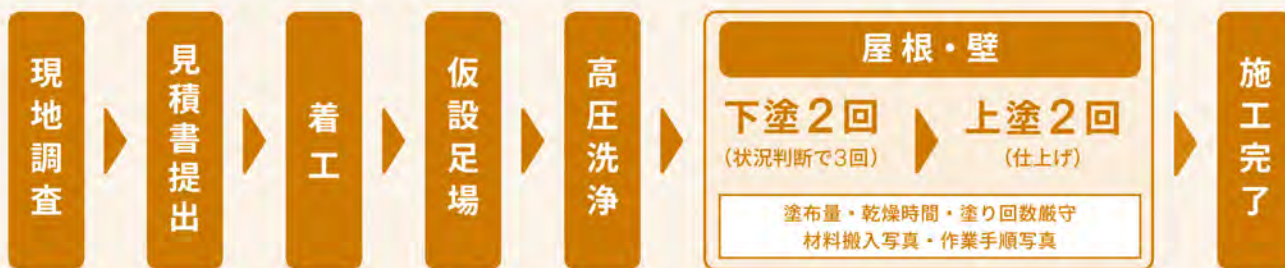 現地調査
見積書提出
着工
仮設足場
高圧洗浄
屋根・壁
下塗2回
(状況判断で3回)
上塗2回
(仕上げ)
塗布量・乾燥時間・塗り回数厳守
材料搬入写真・作業手順写真
施工完了